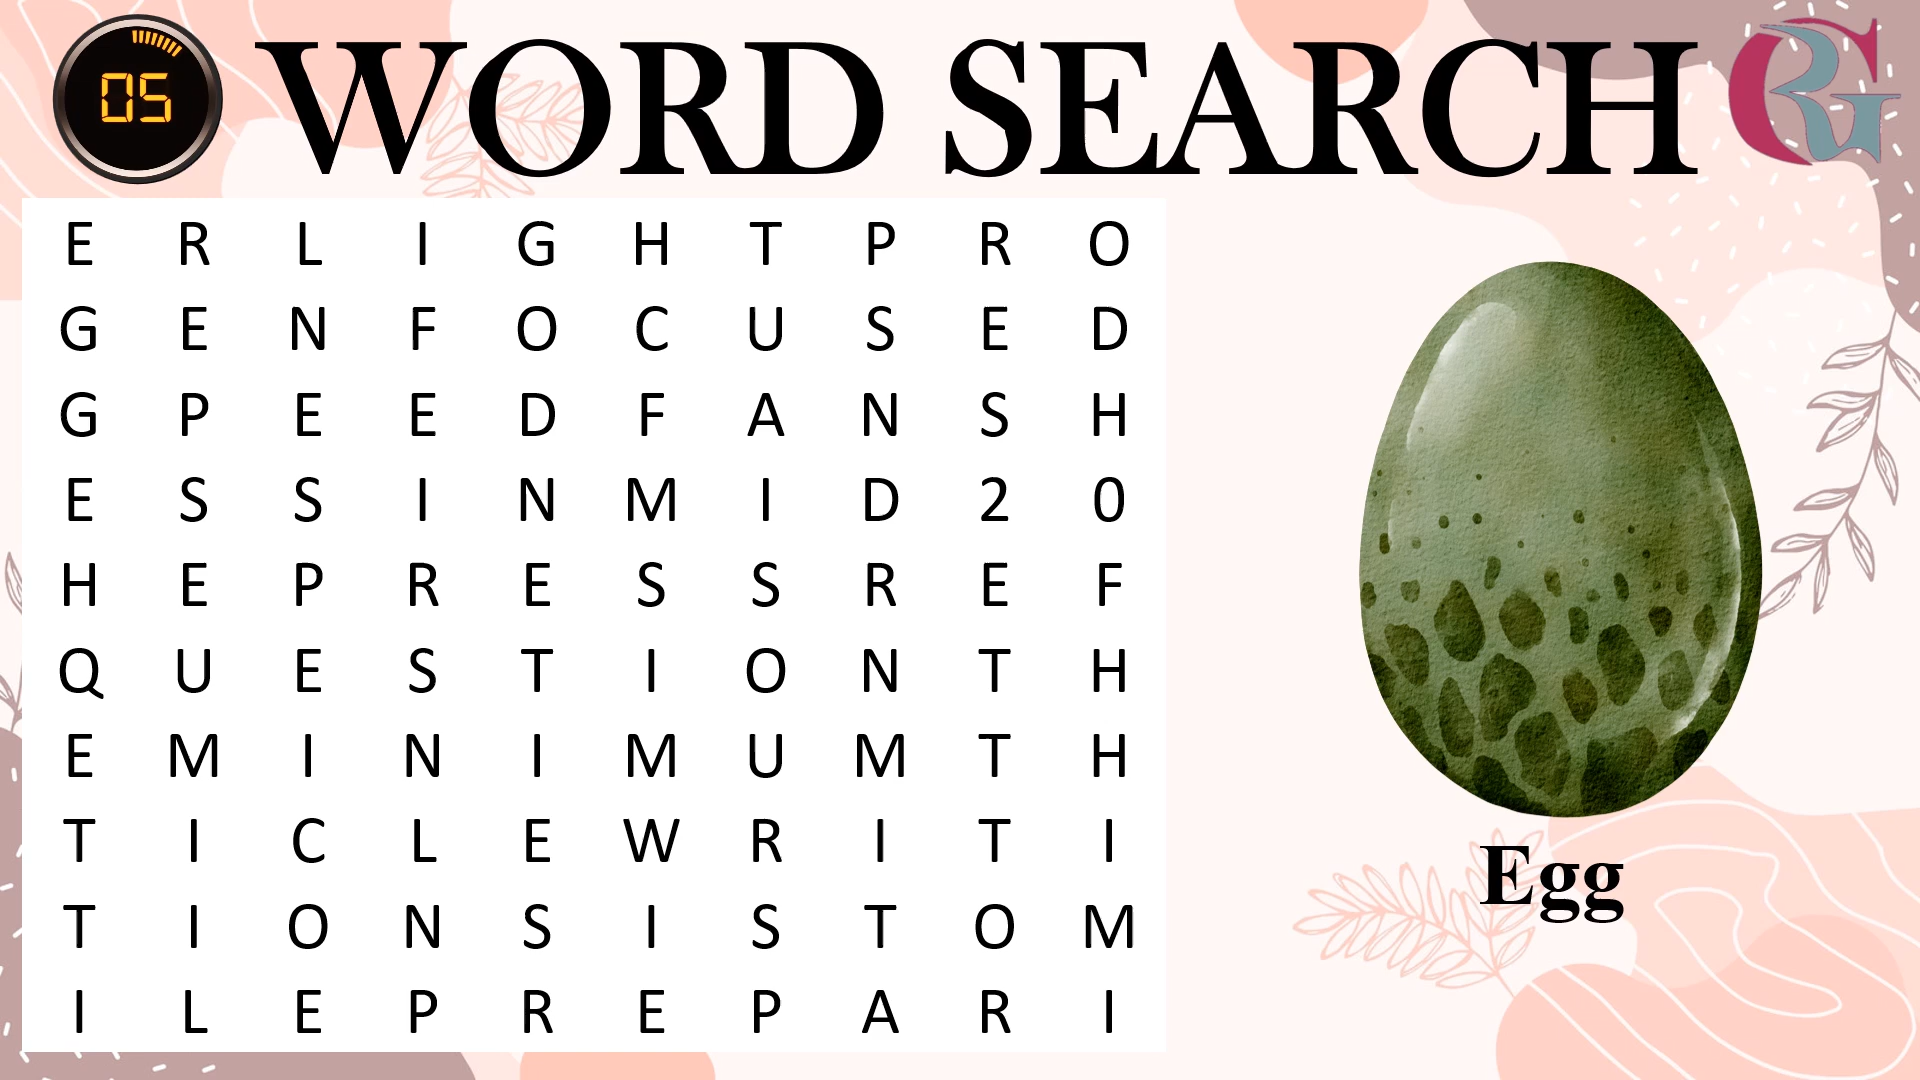 05
WORD SEARCH
E R L I G H T P R O
G E N F O C U S E D
G P E E D F A N S H
E S S I N M I D 2 0
H E P R E S S R E F
Q U E S T I O N T H
E M I N I M U M T H
T I C L E W R I T I
T I O N S I S T O M
I L E P R E P A R I
Egg